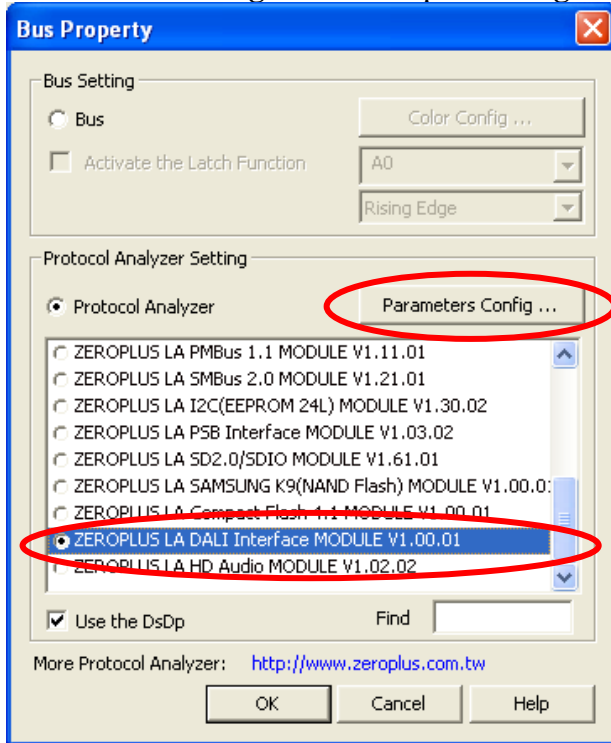 Bus Property
Bus Setting
Bus
Color Config ...
Activate the Latch Function
A0
Rising Edge
Protocol Analyzer Setting
Protocol Analyzer
Parameters Config ...
ZEROPLUS LA PMBus 1.1 MODULE V1.11.01
ZEROPLUS LA SMBus 2.0 MODULE V1.21.01
ZEROPLUS LA I2C(EEPROM 24L) MODULE V1.30.02
ZEROPLUS LA PSB Interface MODULE V1.03.02
ZEROPLUS LA SD2.0/SDIO MODULE V1.61.01
ZEROPLUS LA SAMSUNG K9(NAND Flash) MODULE V1.00.0
ZEROPLUS LA Compact Flash 4.1 MODULE V1.00.01
ZEROPLUS LA DALI Interface MODULE V1.00.01
ZEROPLUS LA HD Audio MODULE V1.02.02
Use the DsDp
Find
More Protocol Analyzer: http://www.zeroplus.com.tw
OK Cancel Help